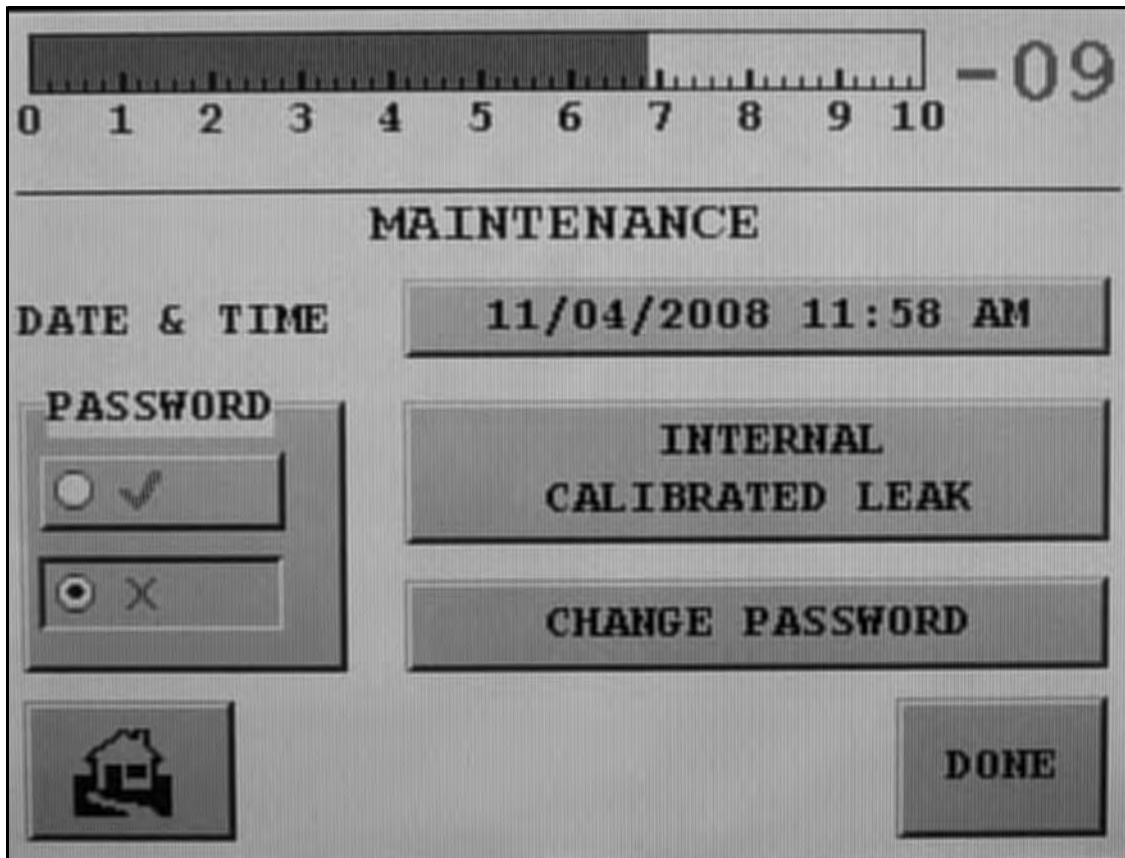 0 1 2 3 4 5 6 7 8 9 10 -09
MAINTENANCE
DATE & TIME 11/04/2008 11:58 AM
PASSWORD
INTERNAL
CALIBRATED LEAK
CHANGE PASSWORD
DONE